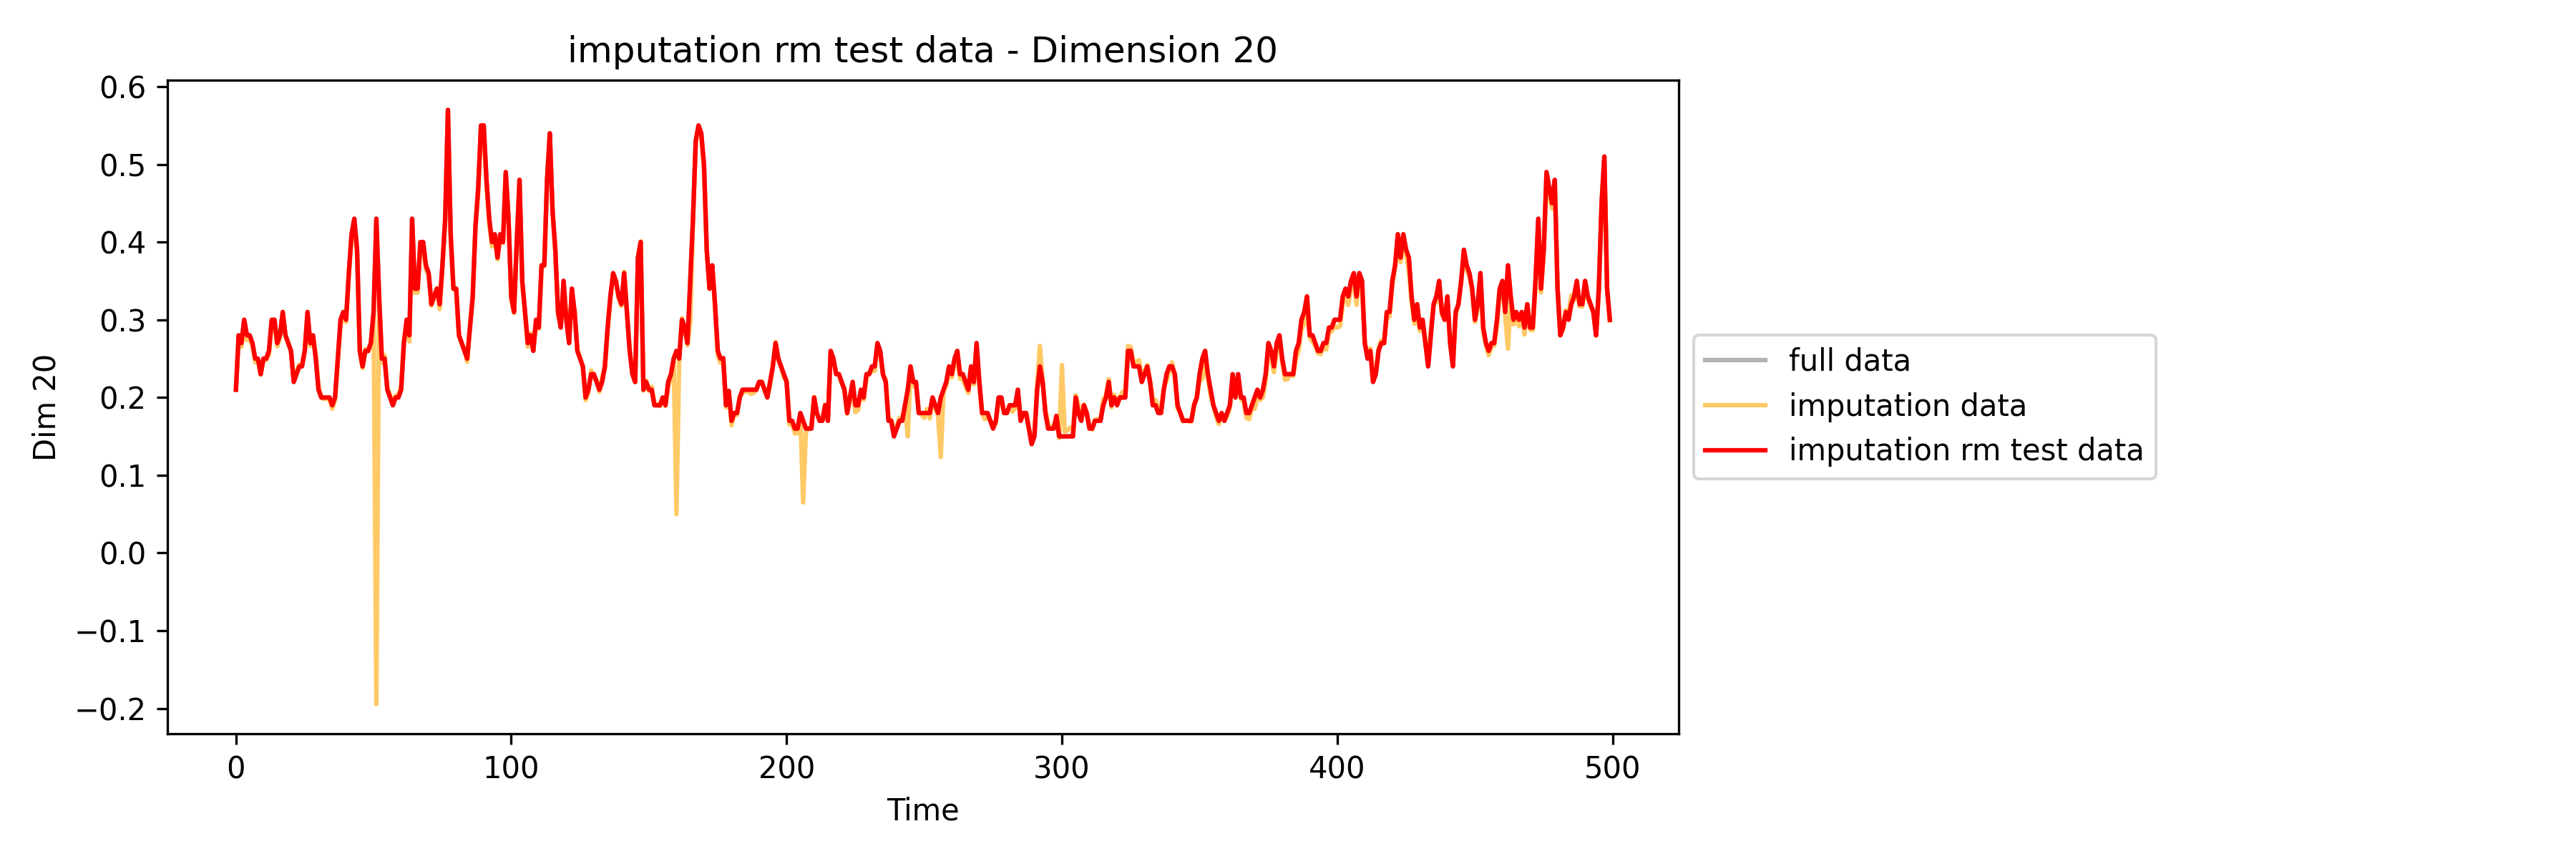 imputation rm test data - Dimension 20
0.6
0.5
0.4
0.3
0.2
0.1
0.0
−0.1
−0.2
Dim 20
0 100 200 300 400 500
Time
full data
imputation data
imputation rm test data